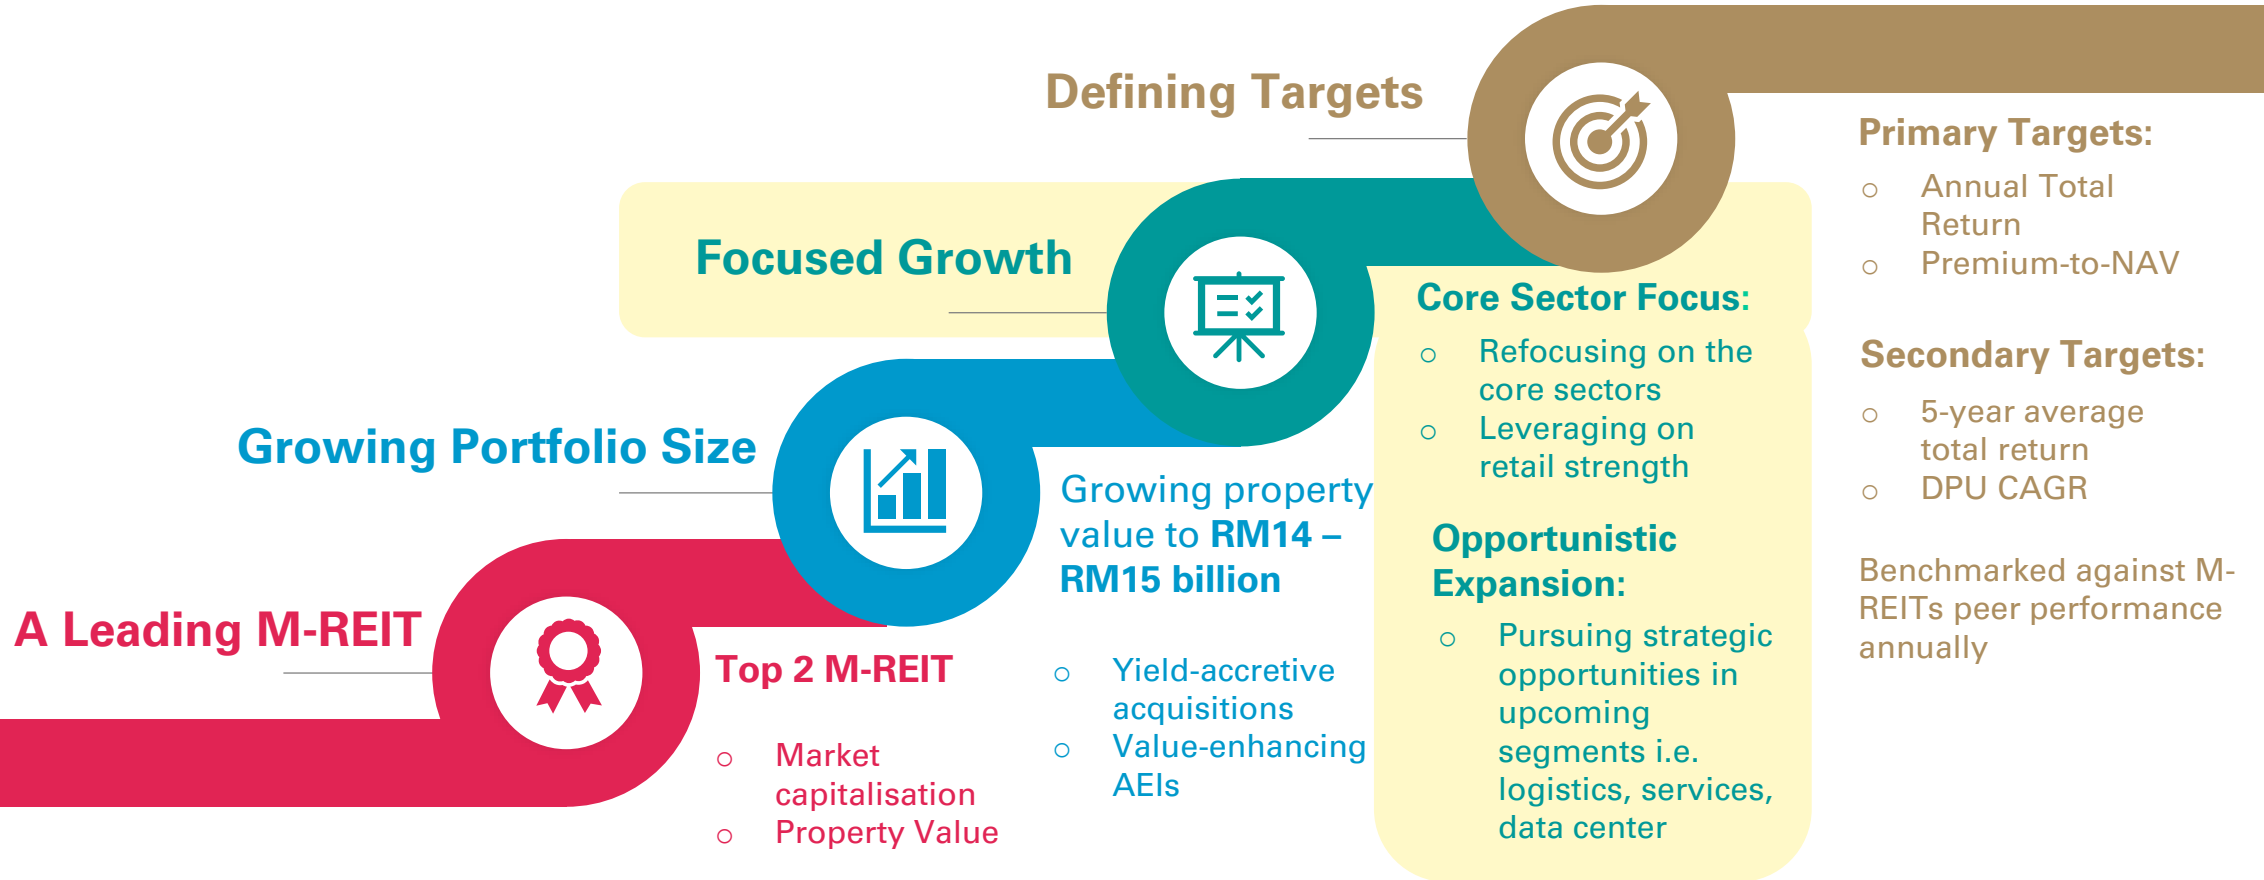 A Leading M-REIT
Top 2 M-REIT
○ Market
capitalisation
○ Property Value
Growing Portfolio Size
Growing property
value to RM14 –
RM15 billion
○ Yield-accretive
acquisitions
○ Value-enhancing
AEIs
Focused Growth
Core Sector Focus:
○ Refocusing on the
core sectors
○ Leveraging on
retail strength
Opportunistic
Expansion:
○ Pursuing strategic
opportunities in
upcoming
segments i.e.
logistics, services,
data center
Defining Targets
Primary Targets:
○ Annual Total
Return
○ Premium-to-NAV
Secondary Targets:
○ 5-year average
total return
○ DPU CAGR
Benchmarked against M-
REITs peer performance
annually